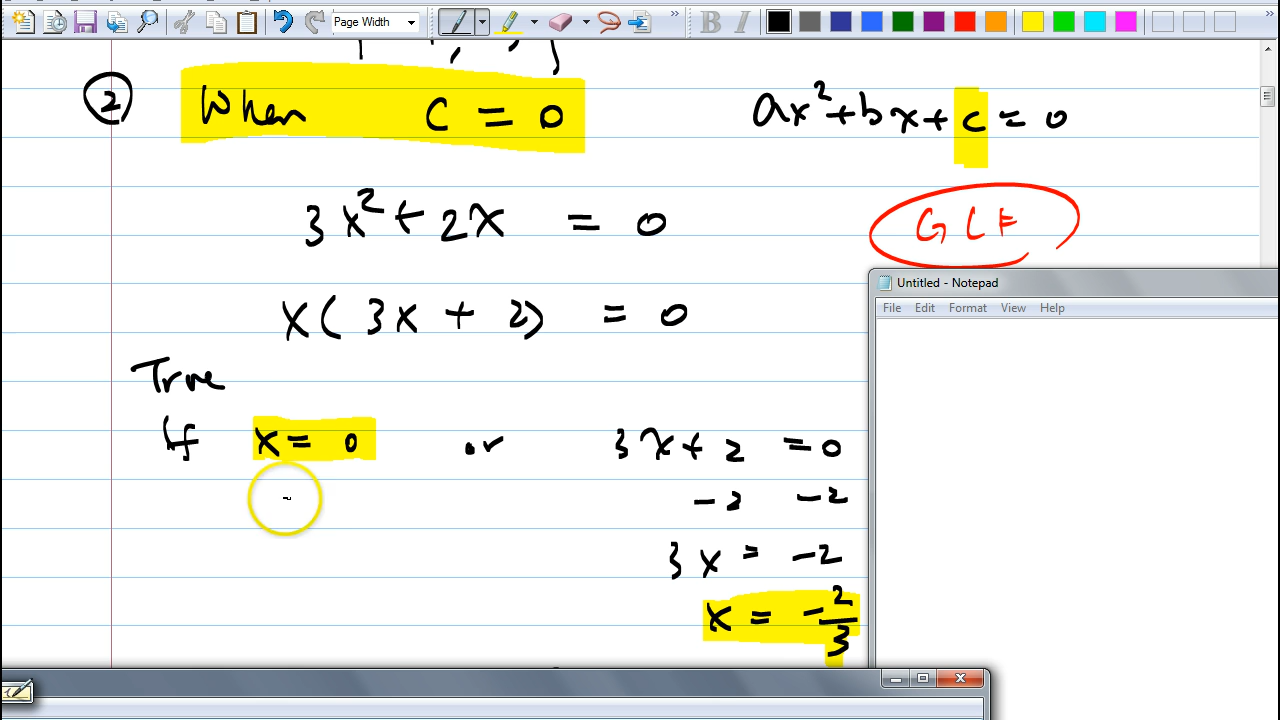 Page Width
B I
② When c = 0
ax² + bx + c = 0
3x² + 2x = 0
GCF
Untitled - Notepad
File Edit Format View Help
x( 3x + 2) = 0
True
If x = 0 or 3x + 2 = 0
- 2 - 2
3x = -2
x = -2/3